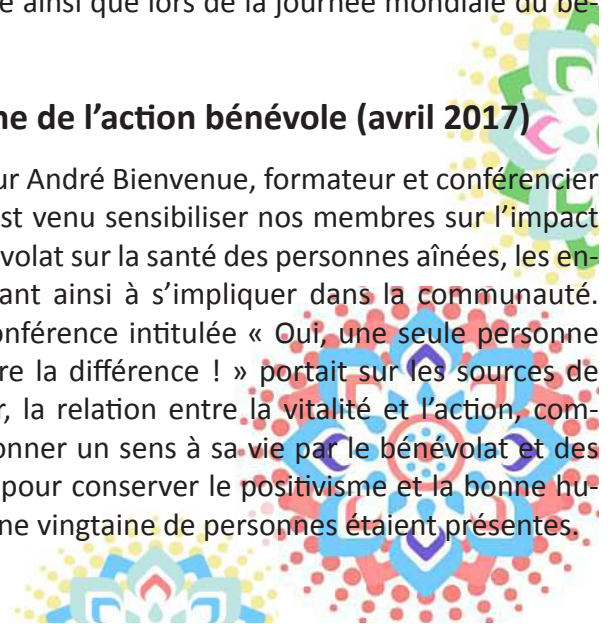 é ainsi que lors de la journée mondiale du bé-
ne de l’action bénévole (avril 2017)
ur André Bienvenue, formateur et conférencier
est venu sensibiliser nos membres sur l’impact
évolat sur la santé des personnes aînées, les en-
eant ainsi à s’impliquer dans la communauté.
onférence intitulée « Oui, une seule personne
re la différence ! » portait sur les sources de
r, la relation entre la vitalité et l’action, com-
onner un sens à sa vie par le bénévolat et des
pour conserver le positivisme et la bonne hu-
ne vingtaine de personnes étaient présentes.